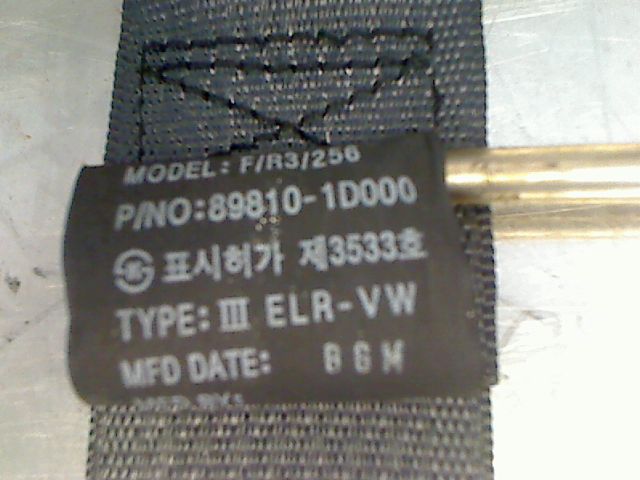 MODEL: F/R3/256
P/NO:89810-1D000
표시허가 제3533호
TYPE: III ELR-VW
MFD DATE: 8GM